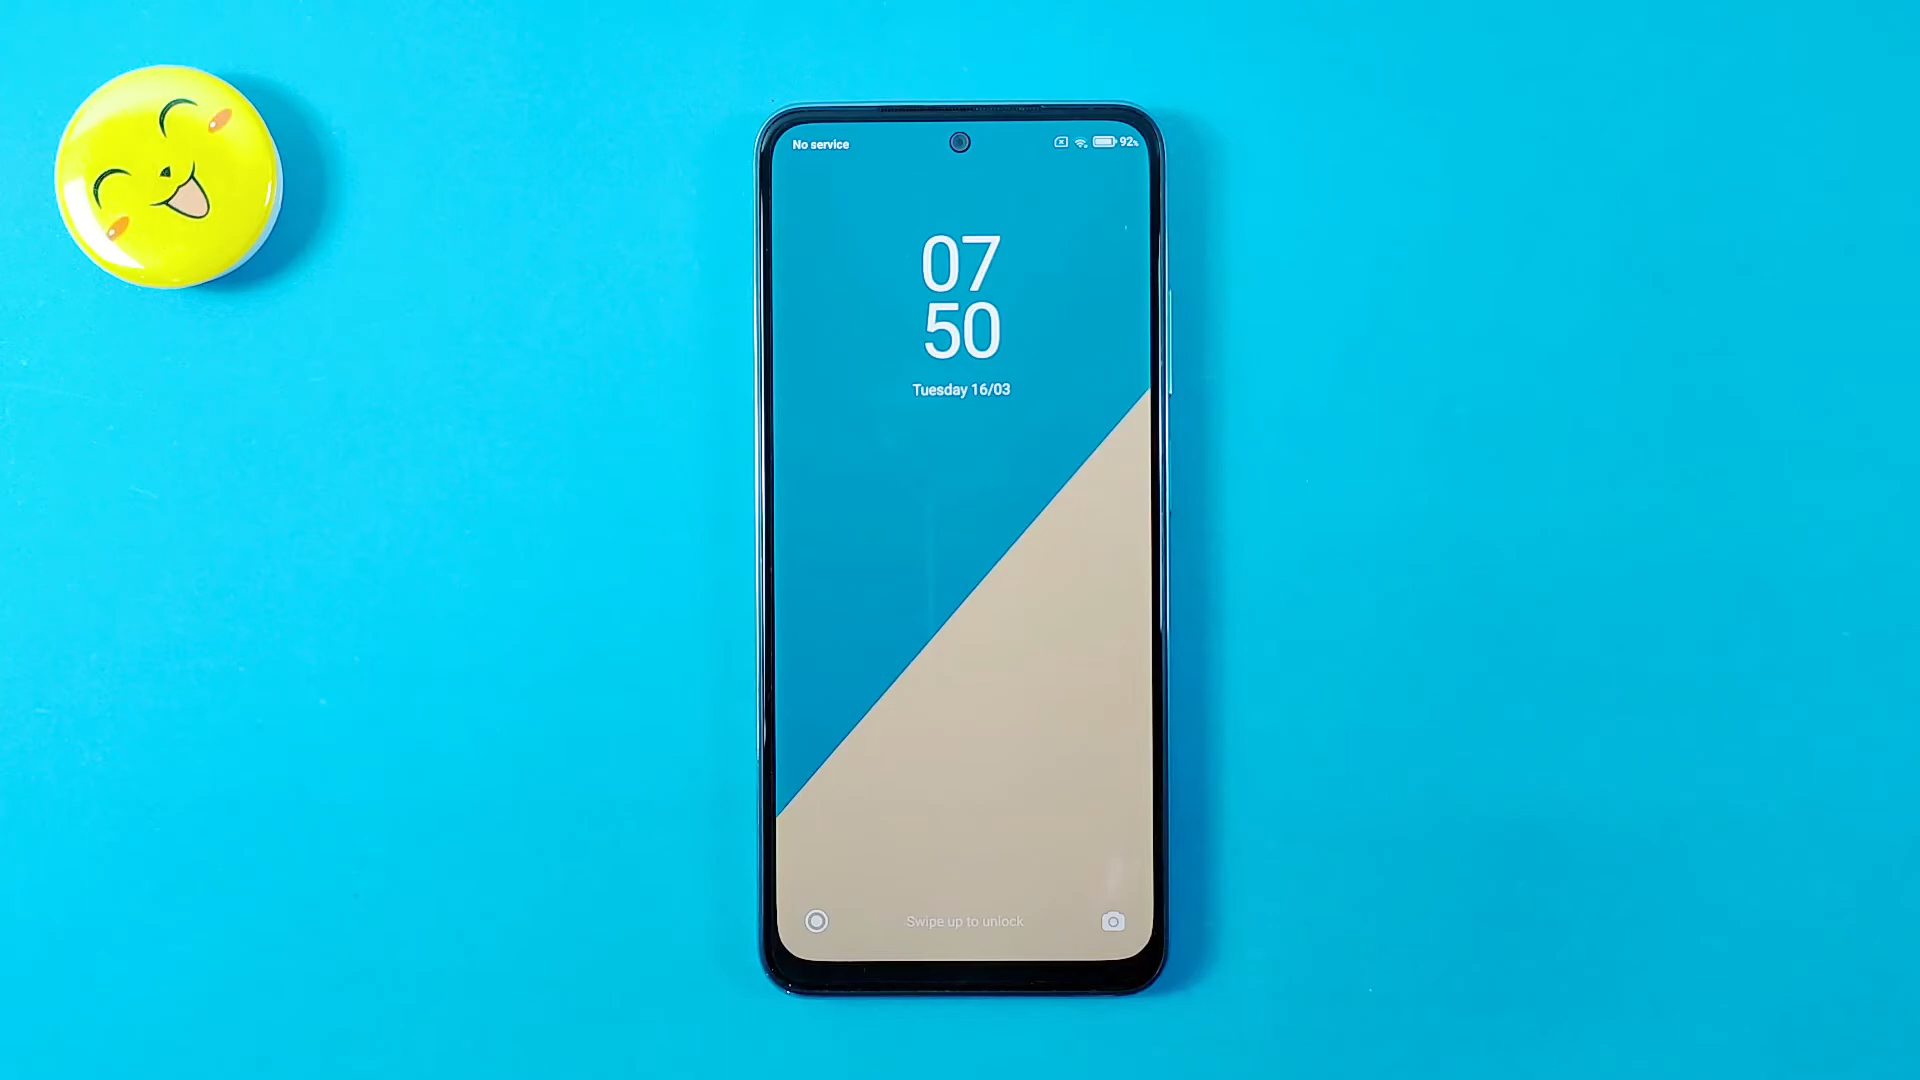 No service
92%
07
50
Tuesday 16/03
Swipe up to unlock